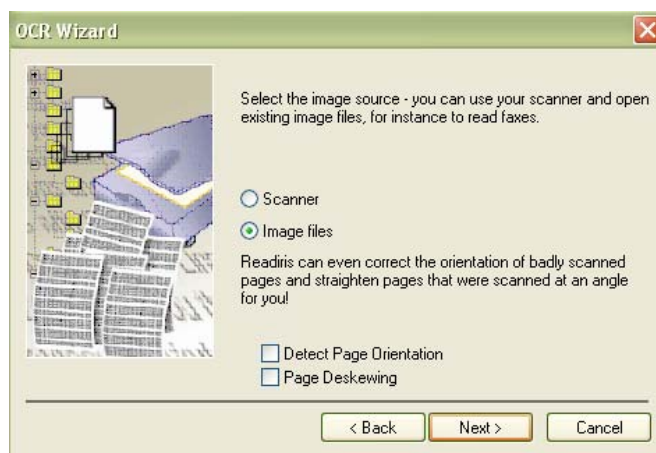 OCR Wizard
Select the image source - you can use your scanner and open
existing image files, for instance to read faxes.
Scanner
Image files
Readiris can even correct the orientation of badly scanned
pages and straighten pages that were scanned at an angle
for you!
Detect Page Orientation
Page Deskewing
< Back Next > Cancel